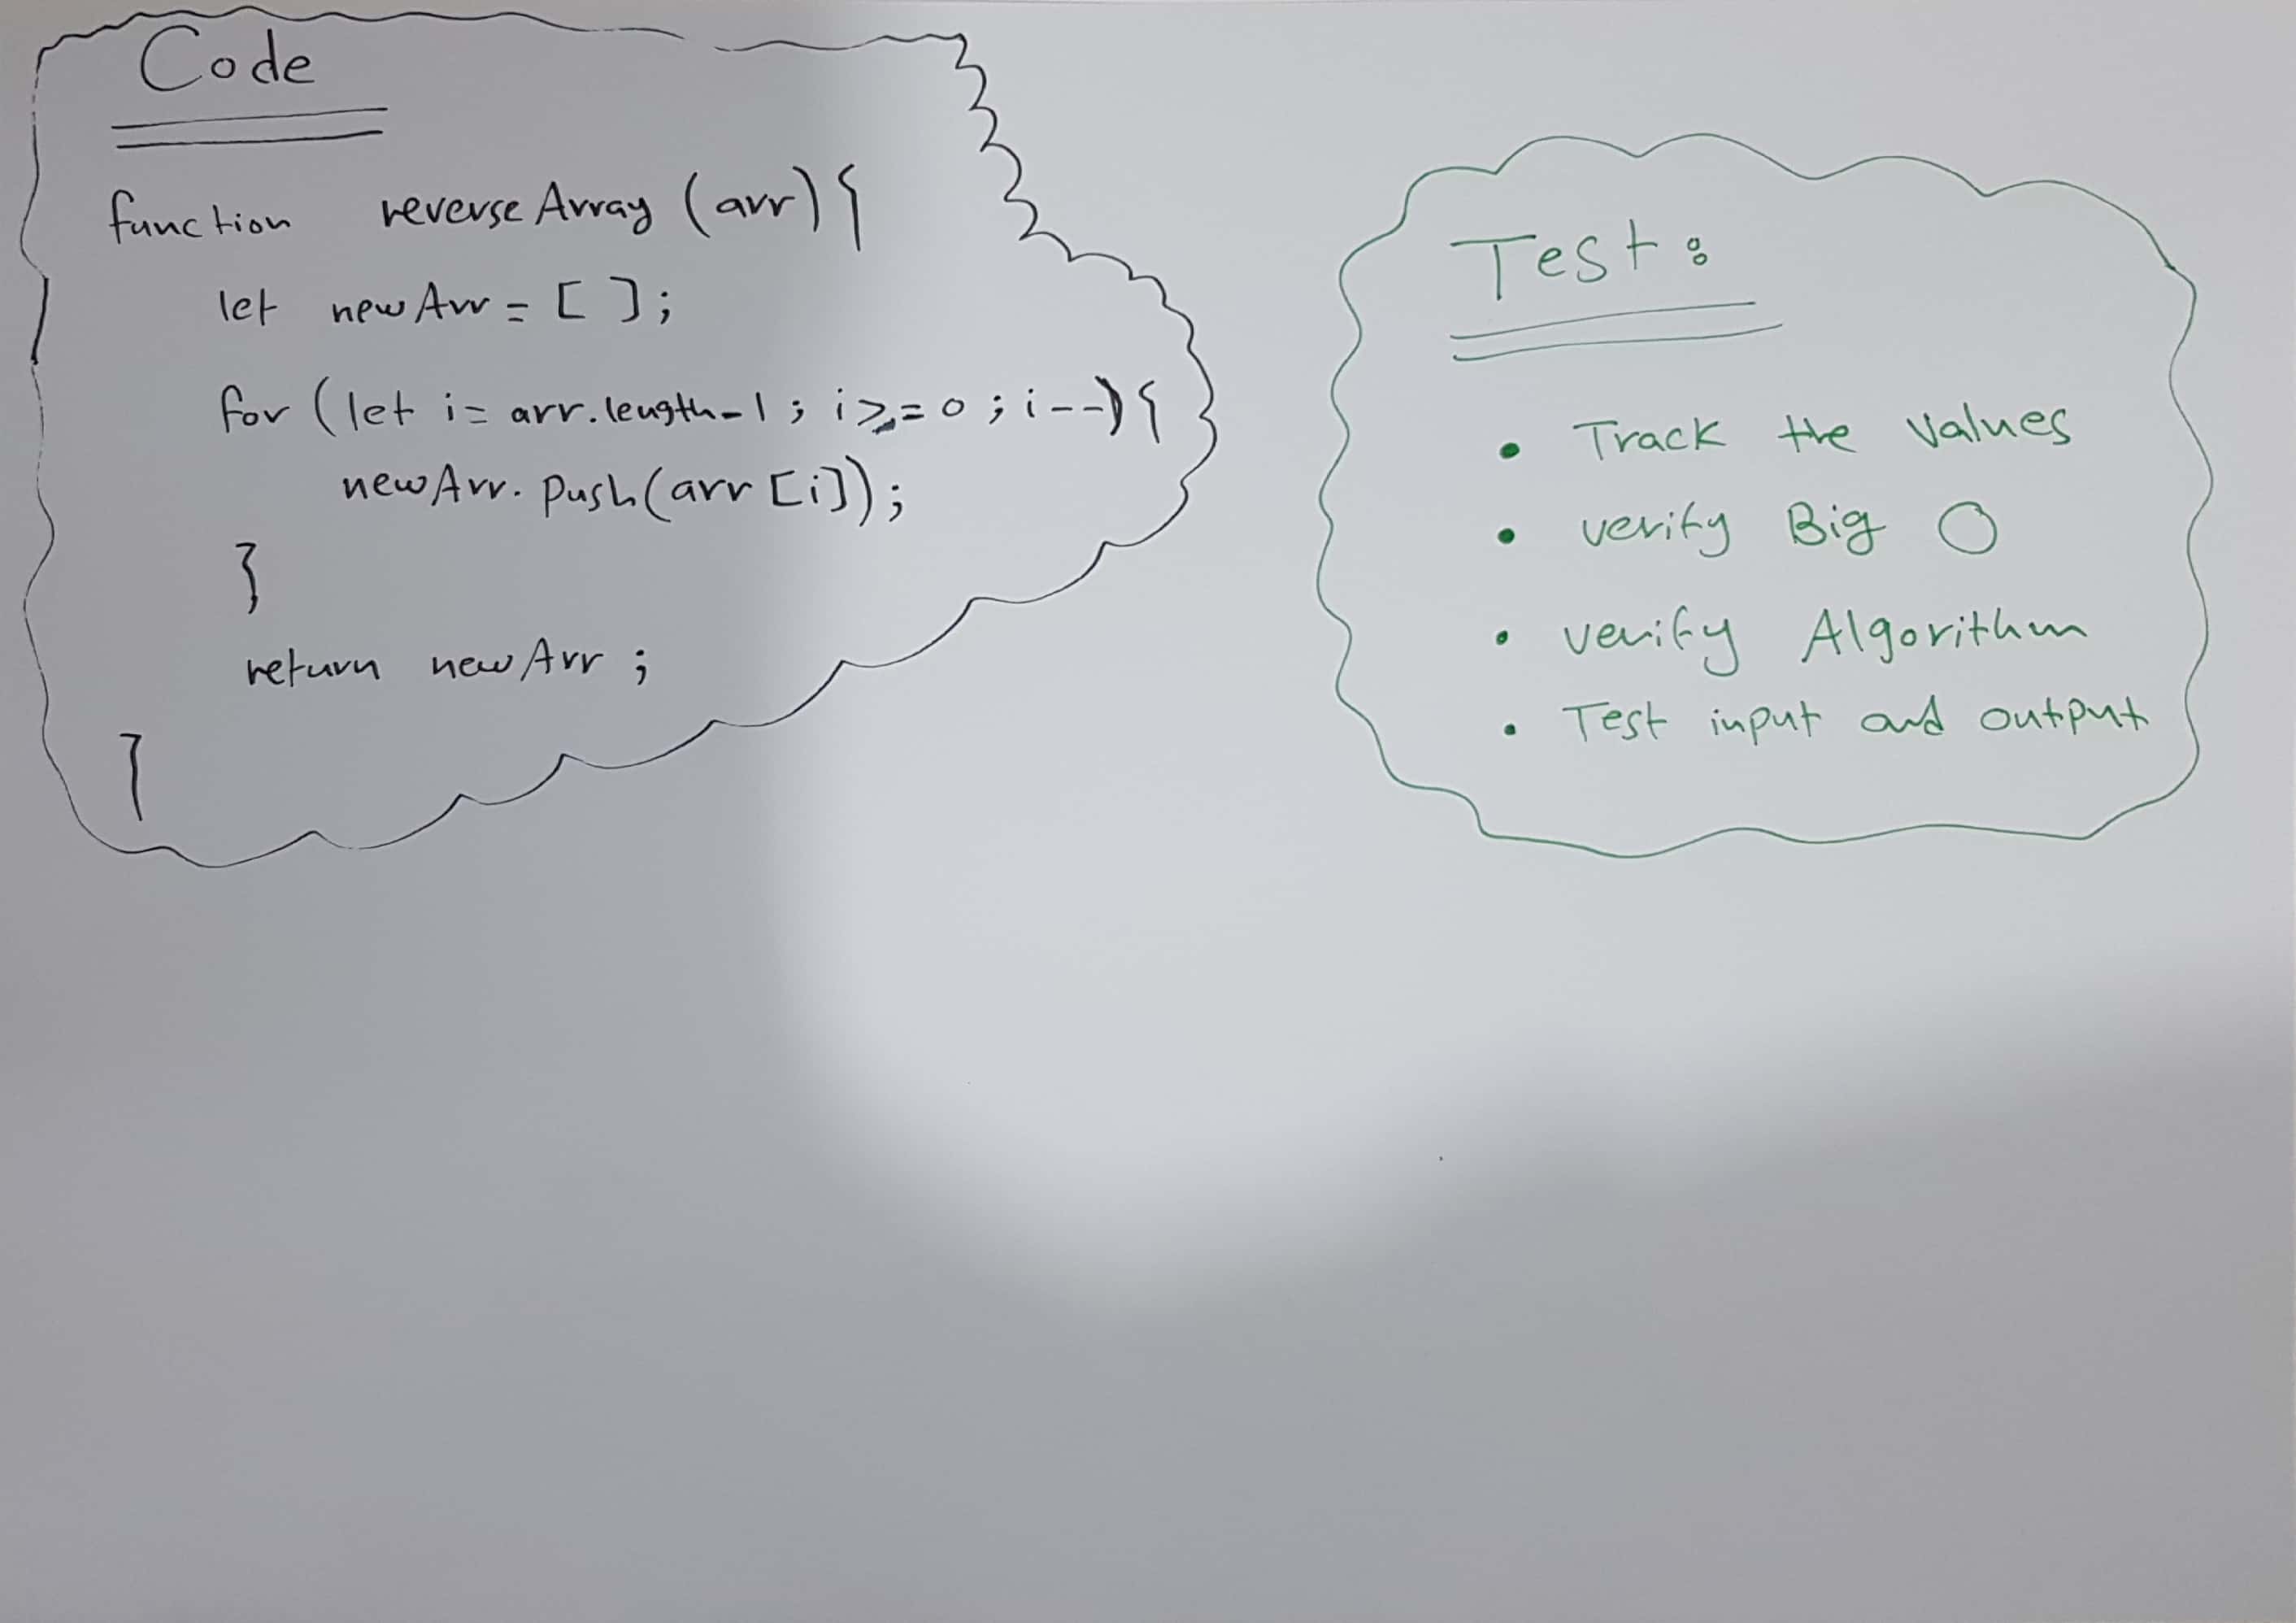 Code
function reverseArray (arr) {
let newArr = [ ];
for ( let i = arr.length-1 ; i >= 0 ; i--) {
newArr.push(arr [i]);
}
return newArr ;
}
Test:
• Track the values
• verify Big O
• verify Algorithm
• Test input and output